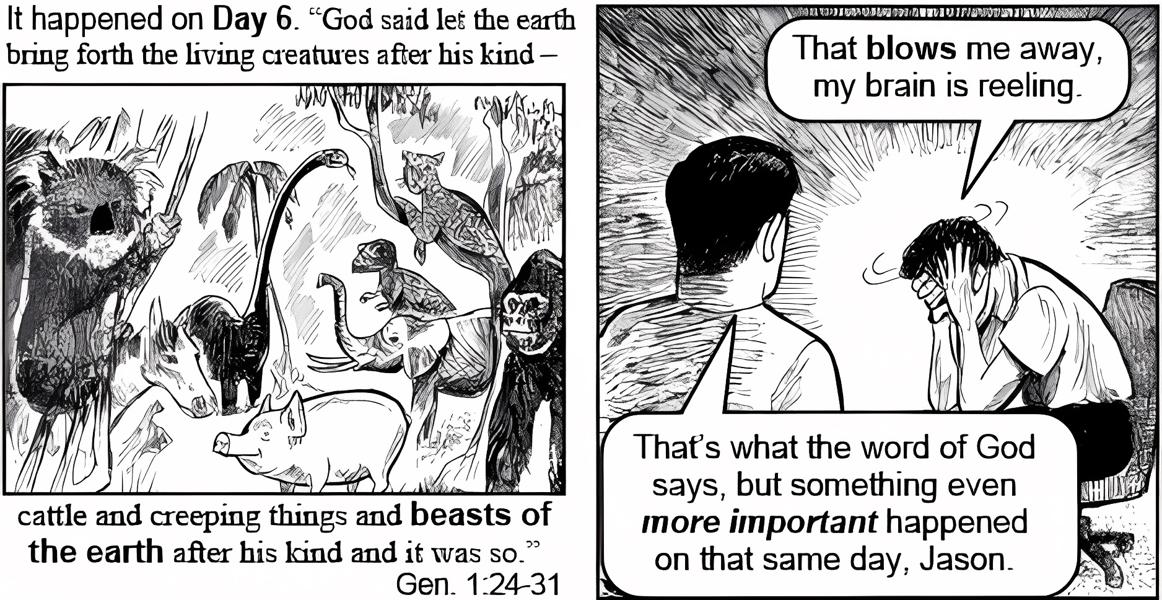 It happened on Day 6. “God said let the earth
bring forth the living creatures after his kind –
cattle and creeping things and beasts of
the earth after his kind and it was so.”
Gen. 1:24-31
That blows me away,
my brain is reeling.
That's what the word of God
says, but something even
more important happened
on that same day, Jason.